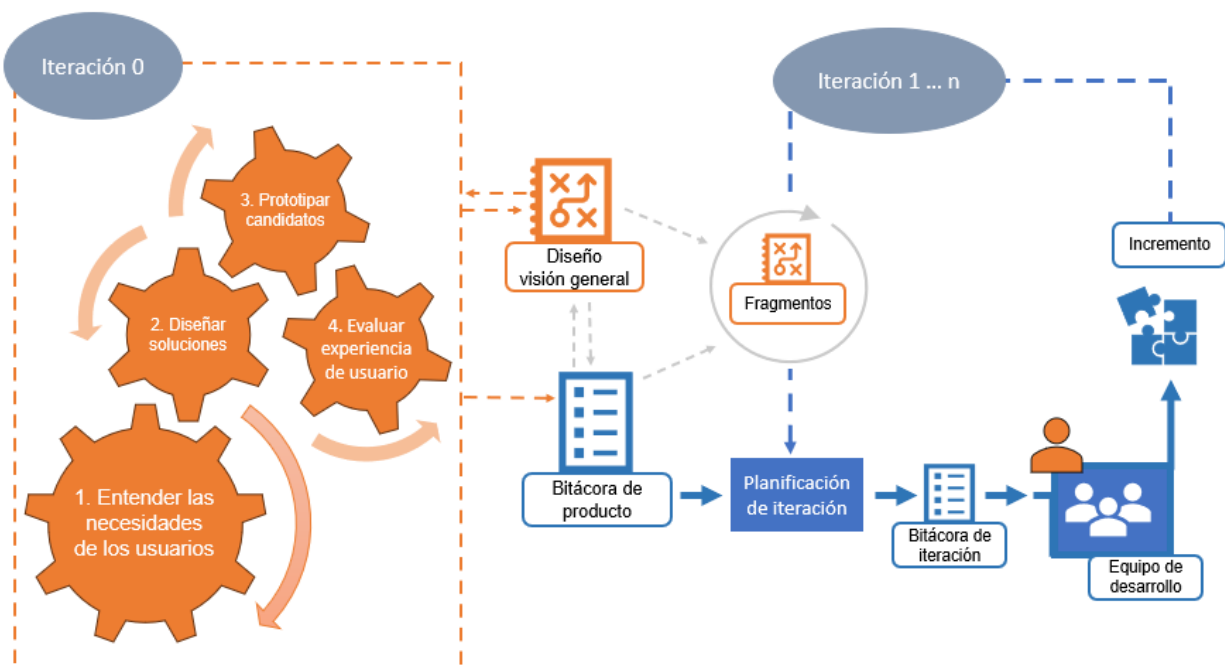 Iteración 0
Iteración 1 ... n
3. Prototipar
candidatos
2. Diseñar
soluciones
4. Evaluar
experiencia
de usuario
1. Entender las
necesidades
de los usuarios
Diseño
visión general
Fragmentos
Incremento
Bitácora de
producto
Planificación
de iteración
Bitácora de
iteración
Equipo de
desarrollo